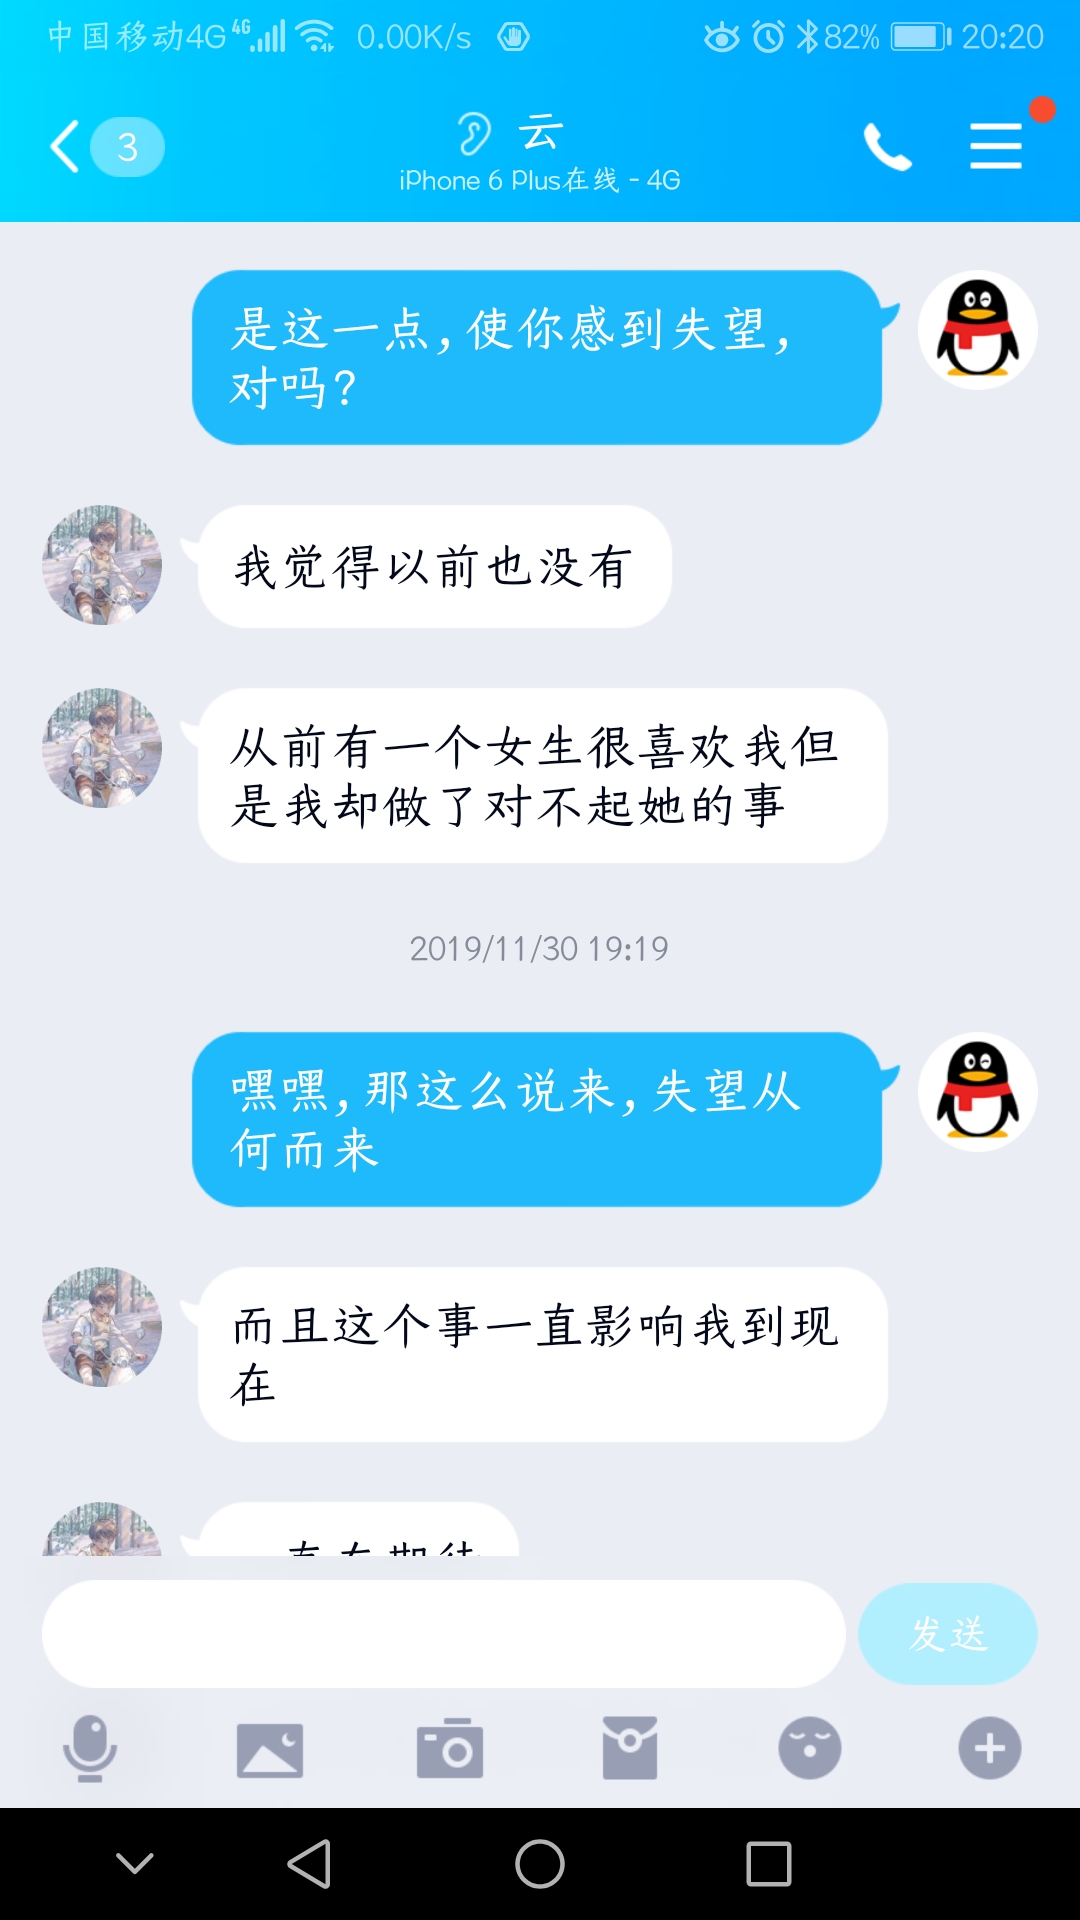 中国移动4G 4G 0.00K/s 82% 20:20
3
云
iPhone 6 Plus在线 - 4G
是这一点,使你感到失望,
对吗?
我觉得以前也没有
从前有一个女生很喜欢我但
是我却做了对不起她的事
2019/11/30 19:19
嘿嘿,那这么说来,失望从
何而来
而且这个事一直影响我到现
在
发送